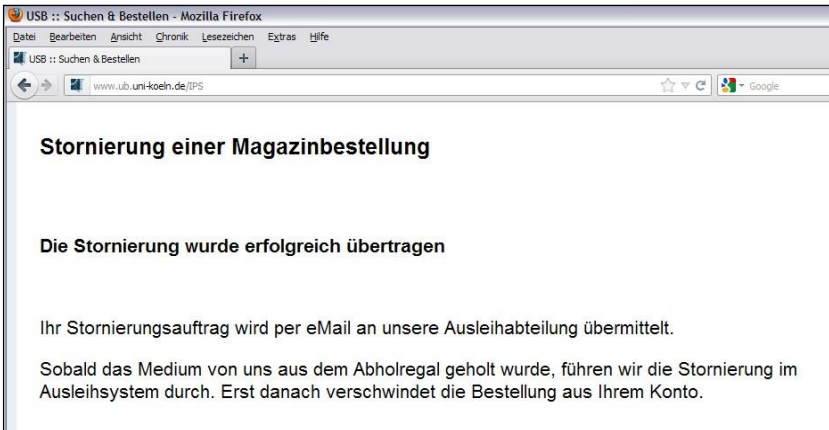 USB :: Suchen & Bestellen - Mozilla Firefox
Datei Bearbeiten Ansicht Chronik Lesezeichen Extras Hilfe
USB :: Suchen & Bestellen +
www.ub.uni-koeln.de/IPS Google
Stornierung einer Magazinbestellung
Die Stornierung wurde erfolgreich übertragen
Ihr Stornierungsauftrag wird per eMail an unsere Ausleihabteilung übermittelt.
Sobald das Medium von uns aus dem Abholregal geholt wurde, führen wir die Stornierung im
Ausleihsystem durch. Erst danach verschwindet die Bestellung aus Ihrem Konto.